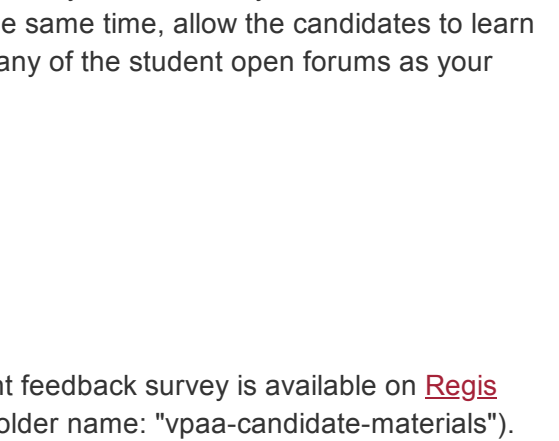 e same time, allow the candidates to learn
any of the student open forums as your
nt feedback survey is available on Regis
older name: "vpaa-candidate-materials").